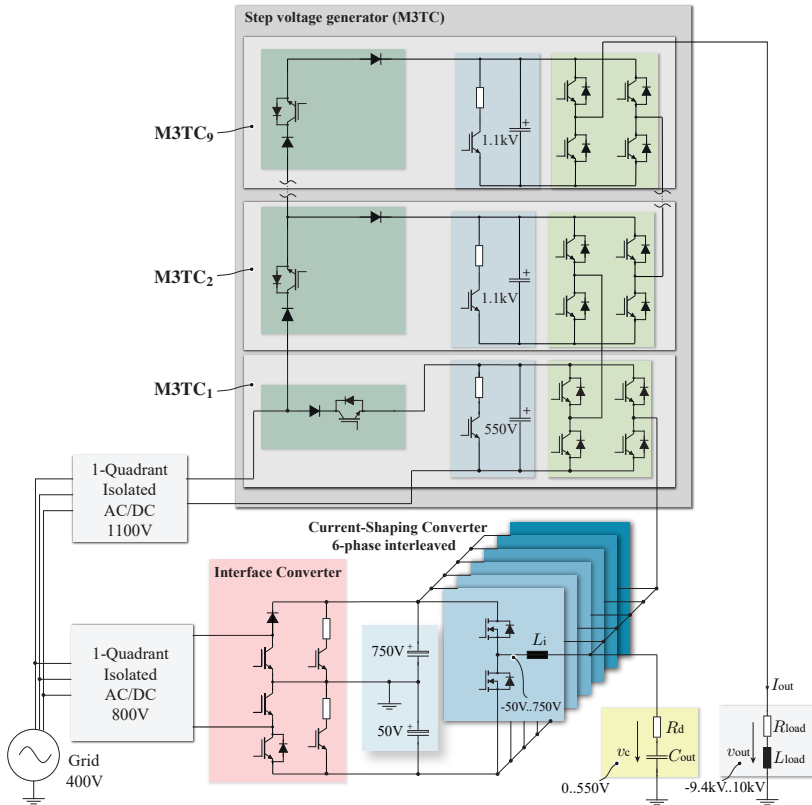 Step voltage generator (M3TC)
M3TC9
1.1kV
+
M3TC2
1.1kV
+
M3TC1
550V
+
1-Quadrant
Isolated
AC/DC
1100V
Current-Shaping Converter
6-phase interleaved
Interface Converter
1-Quadrant
Isolated
AC/DC
800V
750V
+
50V
+
Li
-50V..750V
Grid
400V
Rd
vc
Cout
0..550V
Iout
Rload
vout
Lload
-9.4kV..10kV